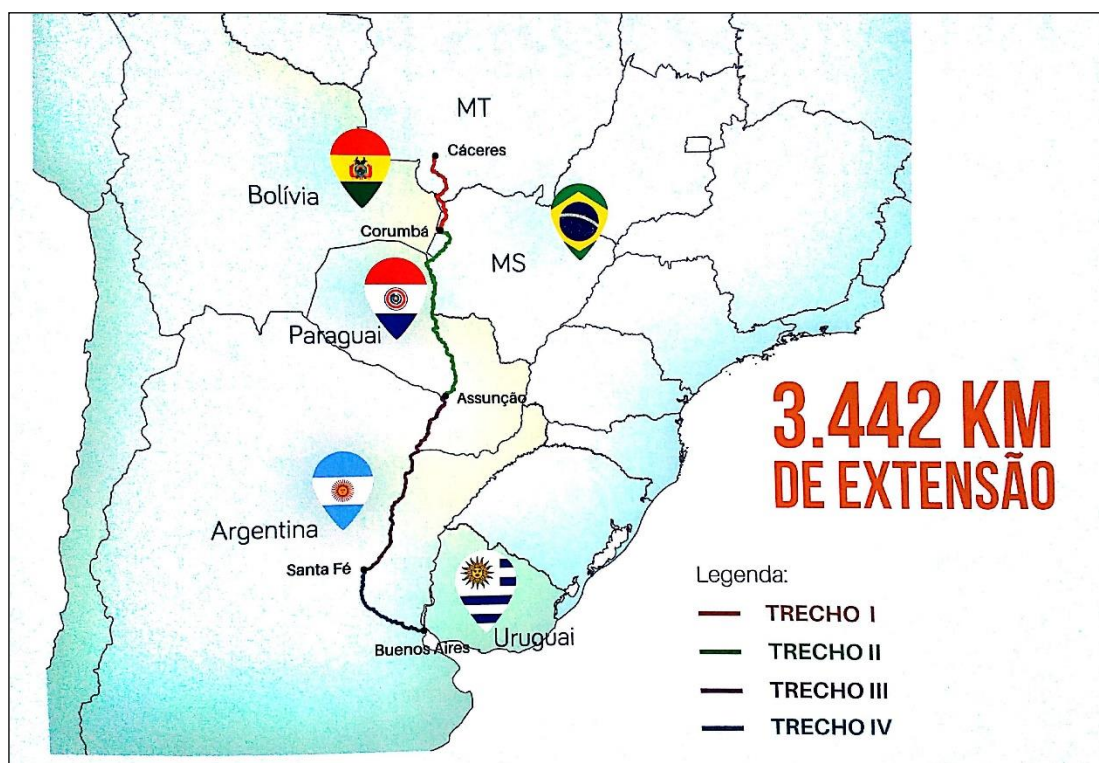 MT
Cáceres
Bolívia
Corumbá
MS
Paraguai
Assunção
3.442 KM
DE EXTENSÃO
Argentina
Santa Fé
Legenda:
TRECHO I
Buenos Aires
Uruguai
TRECHO II
TRECHO III
TRECHO IV